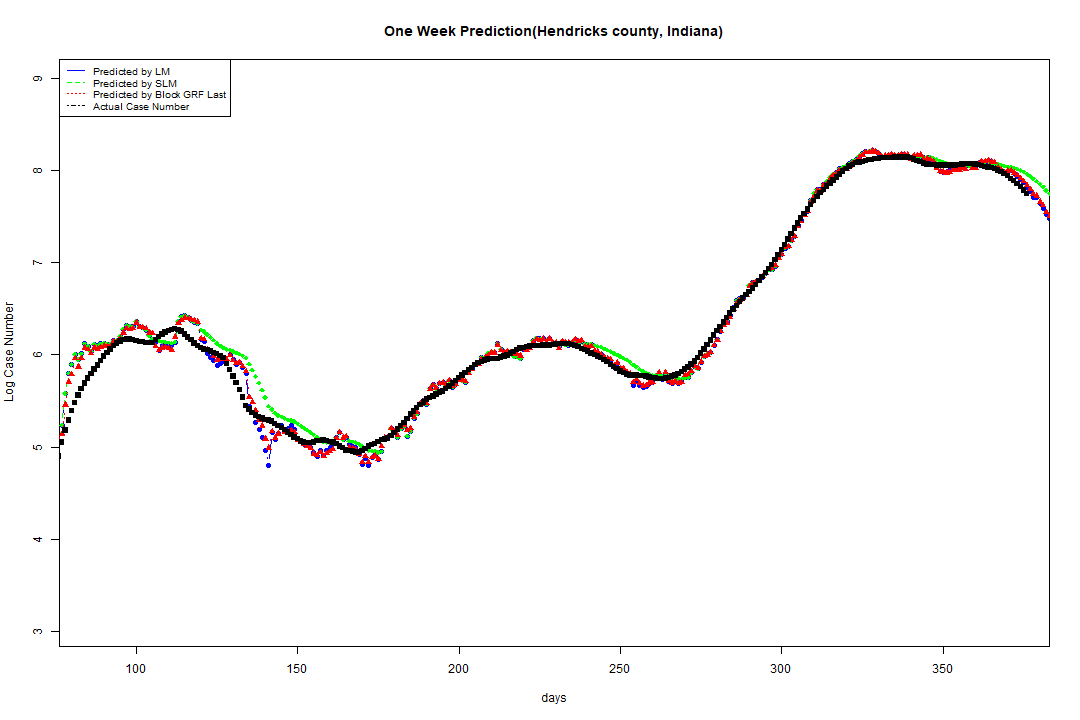 One Week Prediction(Hendricks county, Indiana)
Predicted by LM
Predicted by SLM
Predicted by Block GRF Last
Actual Case Number
9
8
7
6
5
4
3
Log Case Number
100 150 200 250 300 350
days